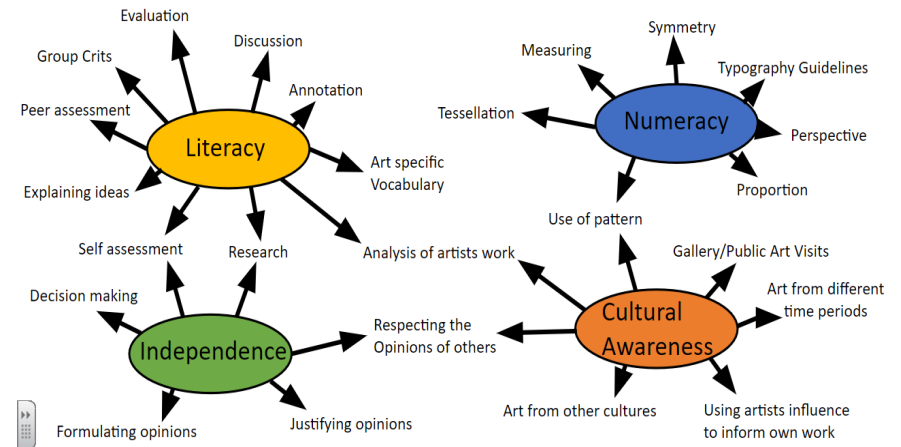 Evaluation
Discussion
Group Crits
Annotation
Peer assessment
Literacy
Art specific
Vocabulary
Explaining ideas
Self assessment
Research
Analysis of artists work
Symmetry
Measuring
Typography Guidelines
Tessellation
Numeracy
Perspective
Proportion
Use of pattern
Decision making
Independence
Respecting the
Opinions of others
Formulating opinions
Justifying opinions
Gallery/Public Art Visits
Art from different
time periods
Cultural
Awareness
Art from other cultures
Using artists influence
to inform own work